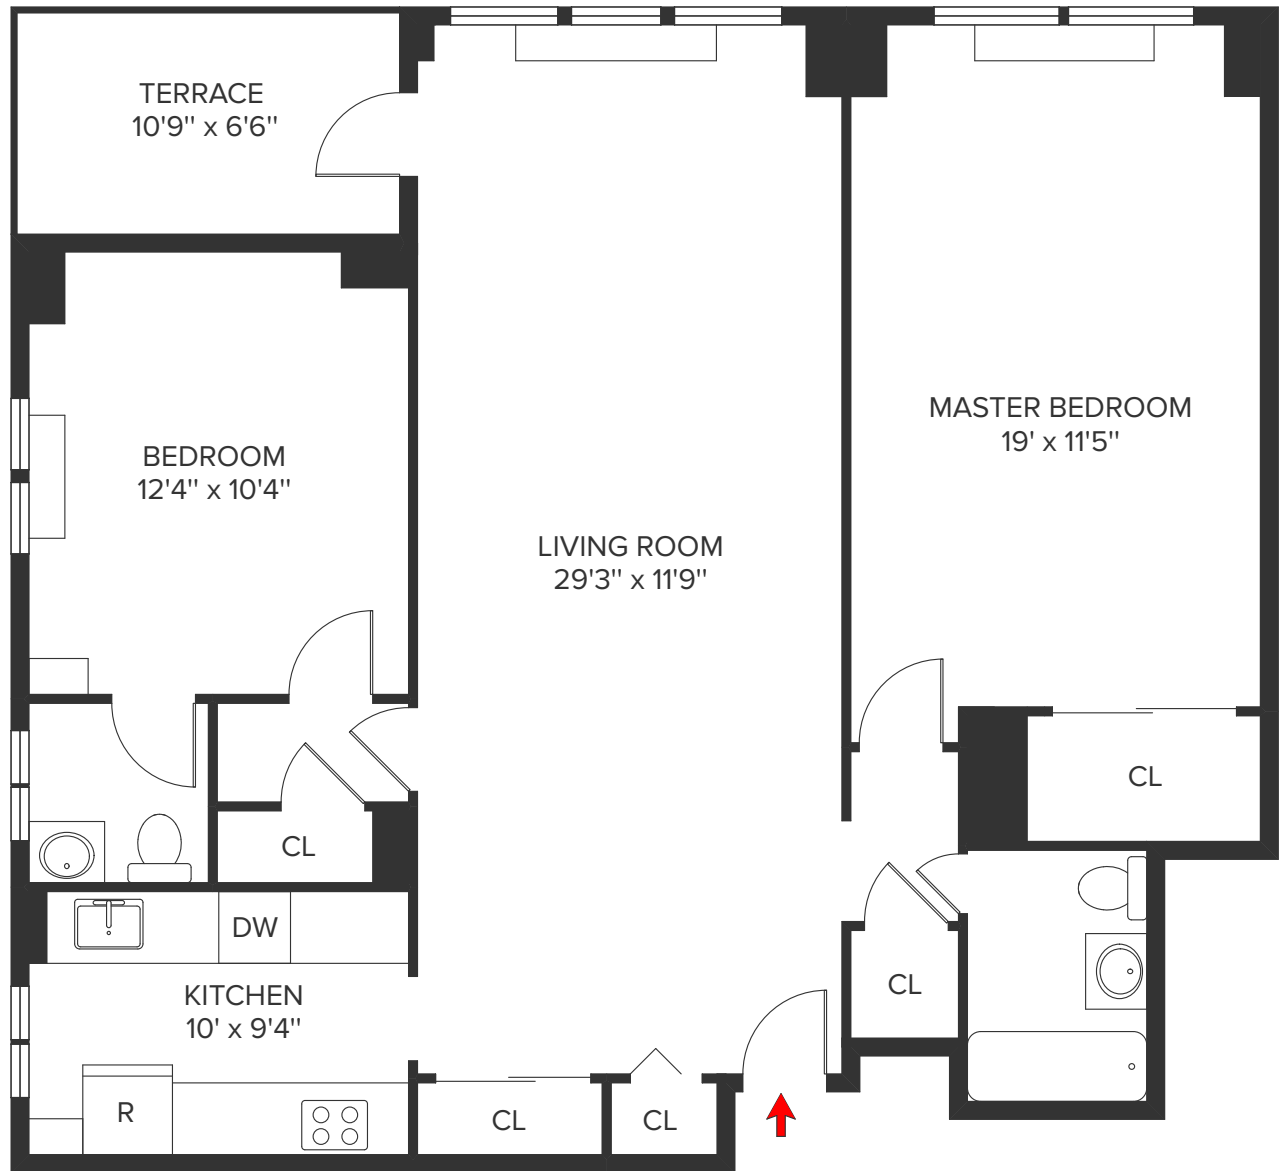 TERRACE
10'9" x 6'6"
MASTER BEDROOM
19' x 11'5"
BEDROOM
12'4" x 10'4"
LIVING ROOM
29'3" x 11'9"
CL
CL
DW
CL
KITCHEN
10' x 9'4"
R
CL
CL